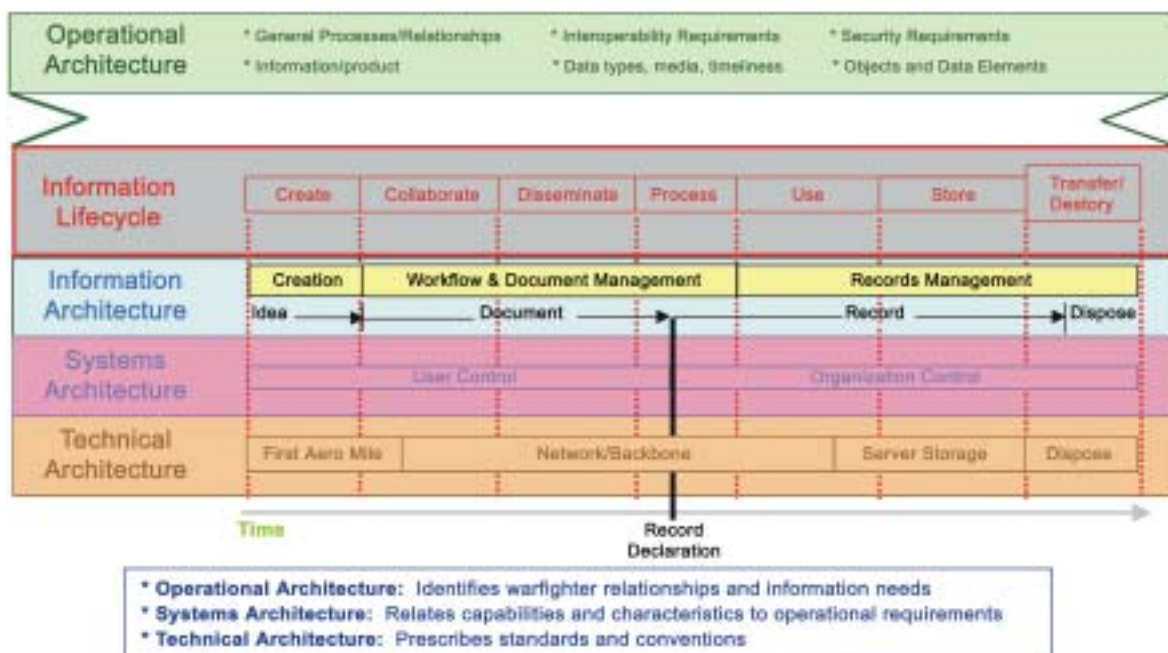 Operational Architecture
* General Processes/Relationships
* Interoperability Requirements
* Security Requirements
* Information/product
* Data types, media, timeliness
* Objects and Data Elements
Information Lifecycle
Create
Collaborate
Disseminate
Process
Use
Store
Transfer/
Destory
Information Architecture
Creation
Workflow & Document Management
Records Management
Idea
Document
Record
Dispose
Systems Architecture
User Control
Organization Control
Technical Architecture
First Aero Mile
Network/Backbone
Server Storage
Dispose
Time
Record
Declaration
* Operational Architecture: Identifies warfighter relationships and information needs
* Systems Architecture: Relates capabilities and characteristics to operational requirements
* Technical Architecture: Prescribes standards and conventions